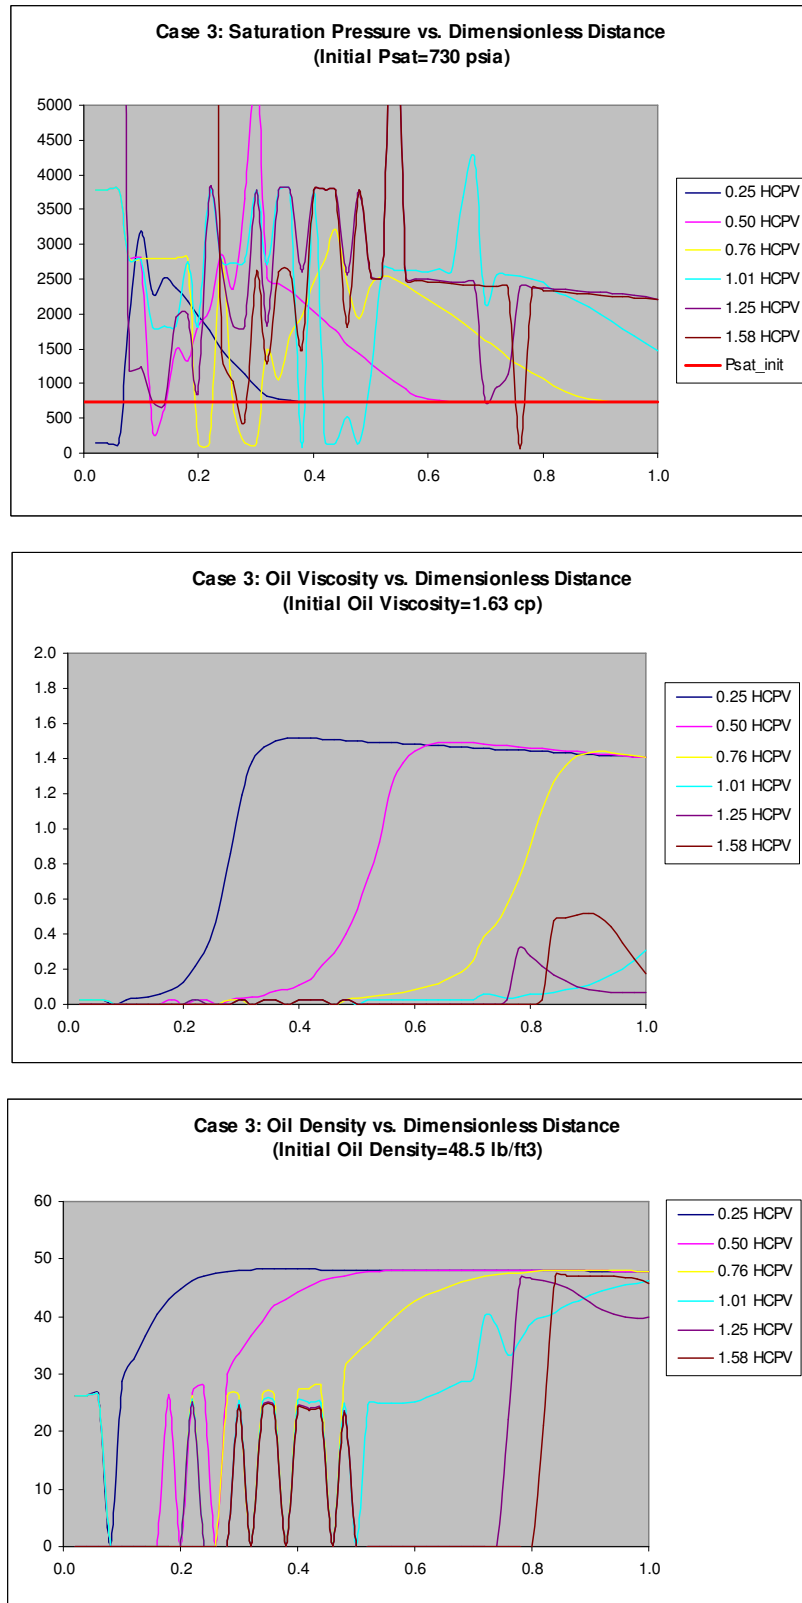 Case 3: Saturation Pressure vs. Dimensionless Distance
(Initial Psat=730 psia)
5000
4500
4000
3500
3000
2500
2000
1500
1000
500
0
0.0 0.2 0.4 0.6 0.8 1.0
0.25 HCPV
0.50 HCPV
0.76 HCPV
1.01 HCPV
1.25 HCPV
1.58 HCPV
Psat_init
Case 3: Oil Viscosity vs. Dimensionless Distance
(Initial Oil Viscosity=1.63 cp)
2.0
1.8
1.6
1.4
1.2
1.0
0.8
0.6
0.4
0.2
0.0
0.0 0.2 0.4 0.6 0.8 1.0
0.25 HCPV
0.50 HCPV
0.76 HCPV
1.01 HCPV
1.25 HCPV
1.58 HCPV
Case 3: Oil Density vs. Dimensionless Distance
(Initial Oil Density=48.5 lb/ft3)
60
50
40
30
20
10
0
0.0 0.2 0.4 0.6 0.8 1.0
0.25 HCPV
0.50 HCPV
0.76 HCPV
1.01 HCPV
1.25 HCPV
1.58 HCPV